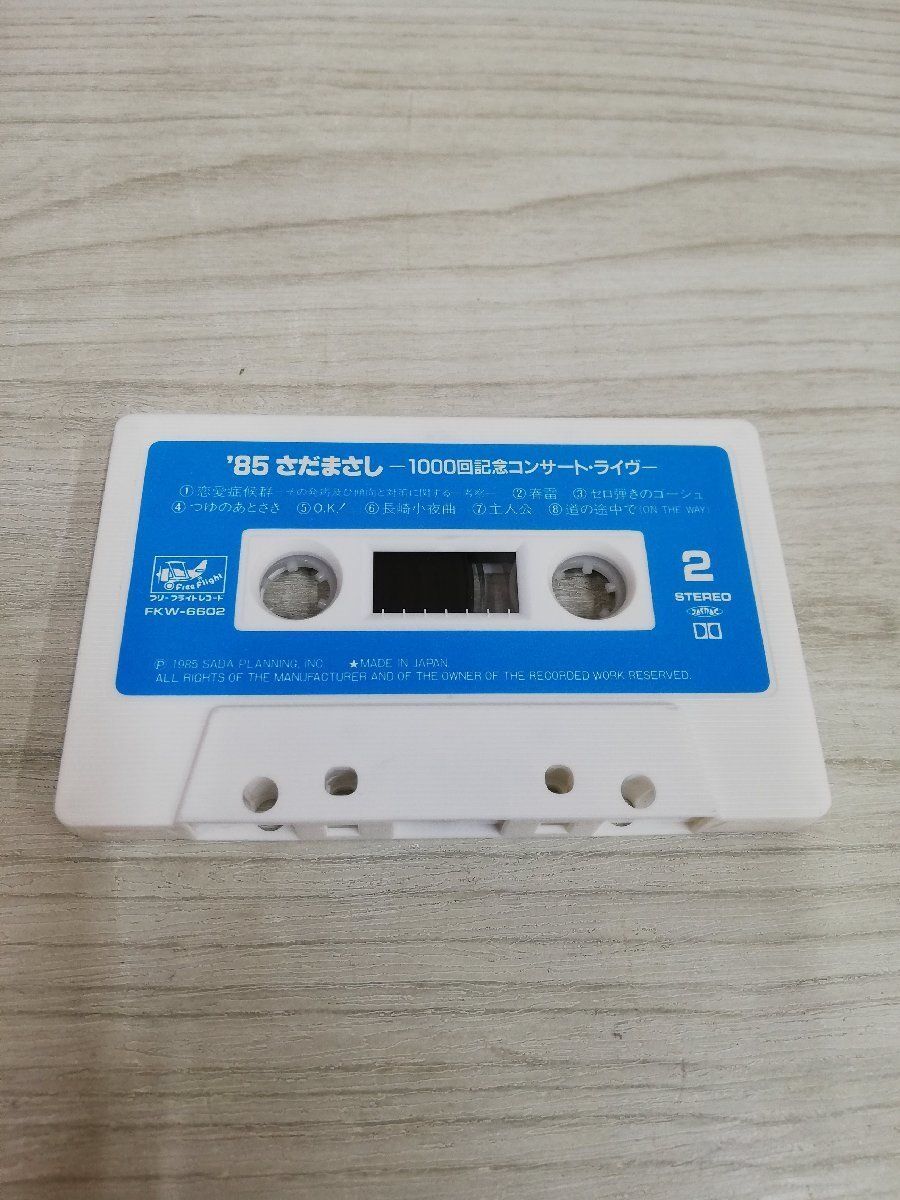 '85 さだまさし ー1000回記念コンサート・ライヴー
①恋愛症候群 ーその発病及び傾向と対策に関する一考察ー ②春雷 ③セロ弾きのゴーシュ
④つゆのあとさき ⑤O.K! ⑥長崎小夜曲 ⑦主人公 ⑧道の途中で(ON THE WAY)
Free Flight
フリーフライトレコード
FKW-6602
2
STEREO
JASRAC
ⓟ 1985 SADA PLANNING, INC. ★MADE IN JAPAN.
ALL RIGHTS OF THE MANUFACTURER AND OF THE OWNER OF THE RECORDED WORK RESERVED.